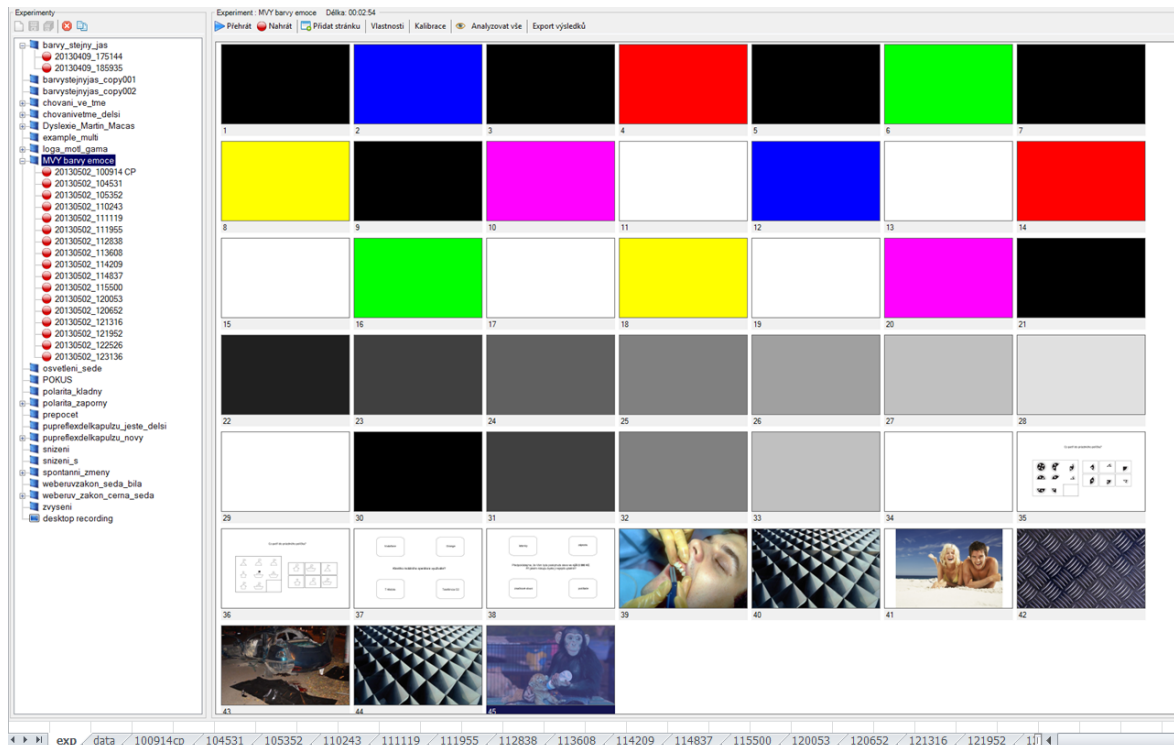 Experimenty
barvy_stejny_jas
20130409_175144
20130409_185935
barvystejnyjas_copy001
barvystejnyjas_copy002
chovani_ve_tme
chovanivetme_delsi
Dyslexie_Martin_Macas
example_multi
loga_motl_gama
MVY barvy emoce
20130502_100914 CP
20130502_104531
20130502_105352
20130502_110243
20130502_111119
20130502_111955
20130502_112838
20130502_113608
20130502_114209
20130502_114837
20130502_115500
20130502_120053
20130502_120652
20130502_121316
20130502_121952
20130502_122526
20130502_123136
osvetleni_sede
POKUS
polarita_kladny
polarita_zaporny
prepocet
pupreflexdelkapulzu_jeste_delsi
pupreflexdelkapulzu_novy
snizeni
snizeni_s
spontanni_zmeny
weberuvzakon_seda_bila
weberuv_zakon_cerna_seda
zvyseni
desktop recording
Experiment : MVY barvy emoce Délka: 00:02:54
Přehrát Nahrát Přidat stránku Vlastnosti Kalibrace Analyzovat vše Export výsledků
1 2 3 4 5 6 7
8 9 10 11 12 13 14
15 16 17 18 19 20 21
22 23 24 25 26 27 28
29 30 31 32 33 34 35
36 37 38 39 40 41 42
43 44 45
exp data 100914cp 104531 105352 110243 111119 111955 112838 113608 114209 114837 115500 120053 120652 121316 121952